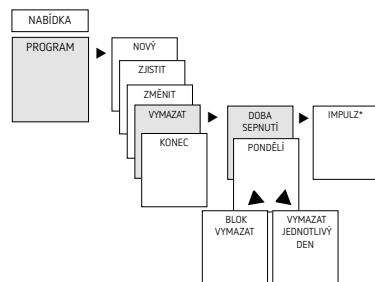 NABÍDKA
PROGRAM
NOVÝ
ZJISTIT
ZMĚNIT
VYMAZAT
KONEC
DOBA
SEPNUTÍ
PONDĚLÍ
IMPULZ*
BLOK
VYMAZAT
VYMAZAT
JEDNOTLIVÝ
DEN